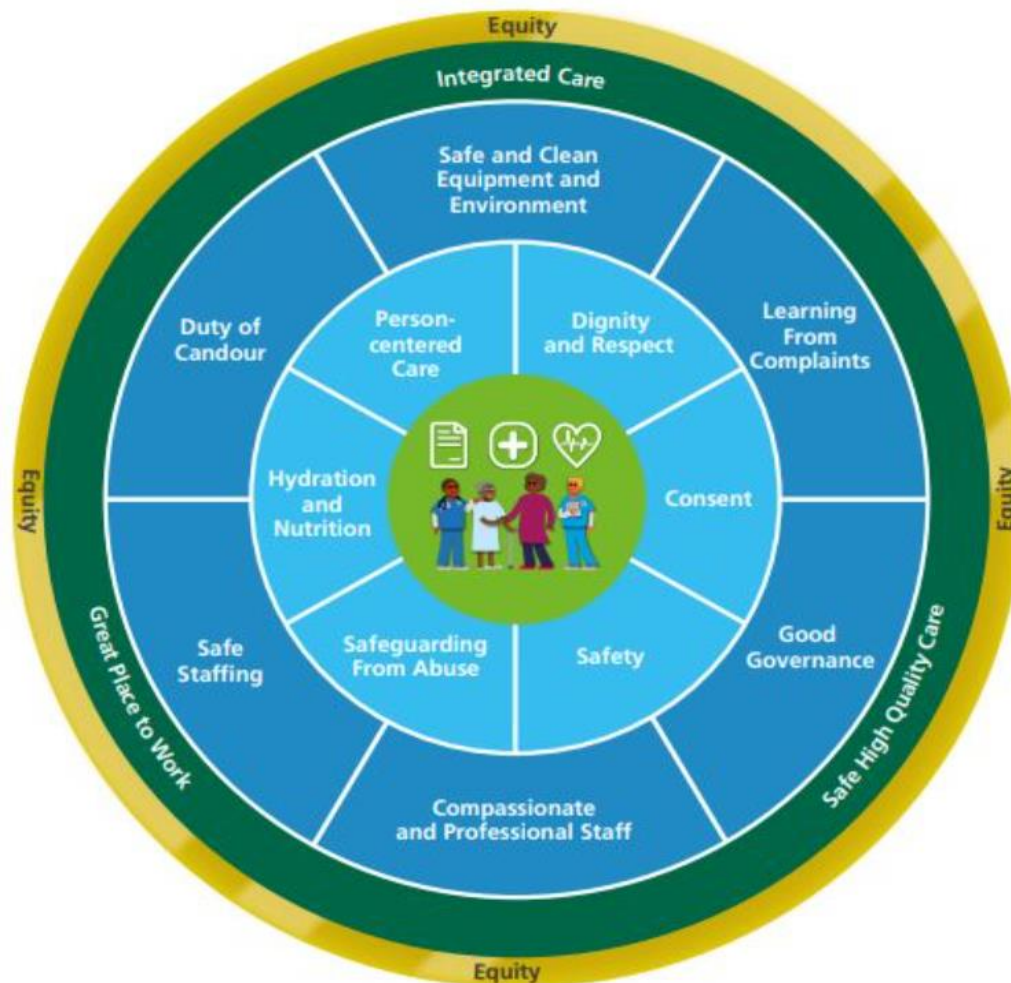 Equity
Integrated Care
Safe and Clean
Equipment and
Environment
Duty of
Candour
Learning
From
Complaints
Person-
centered
Care
Dignity
and Respect
Hydration
and
Nutrition
Consent
Equity
Equity
Safeguarding
From Abuse
Safety
Safe
Staffing
Good
Governance
Great Place to Work
Safe High Quality Care
Compassionate
and Professional Staff
Equity